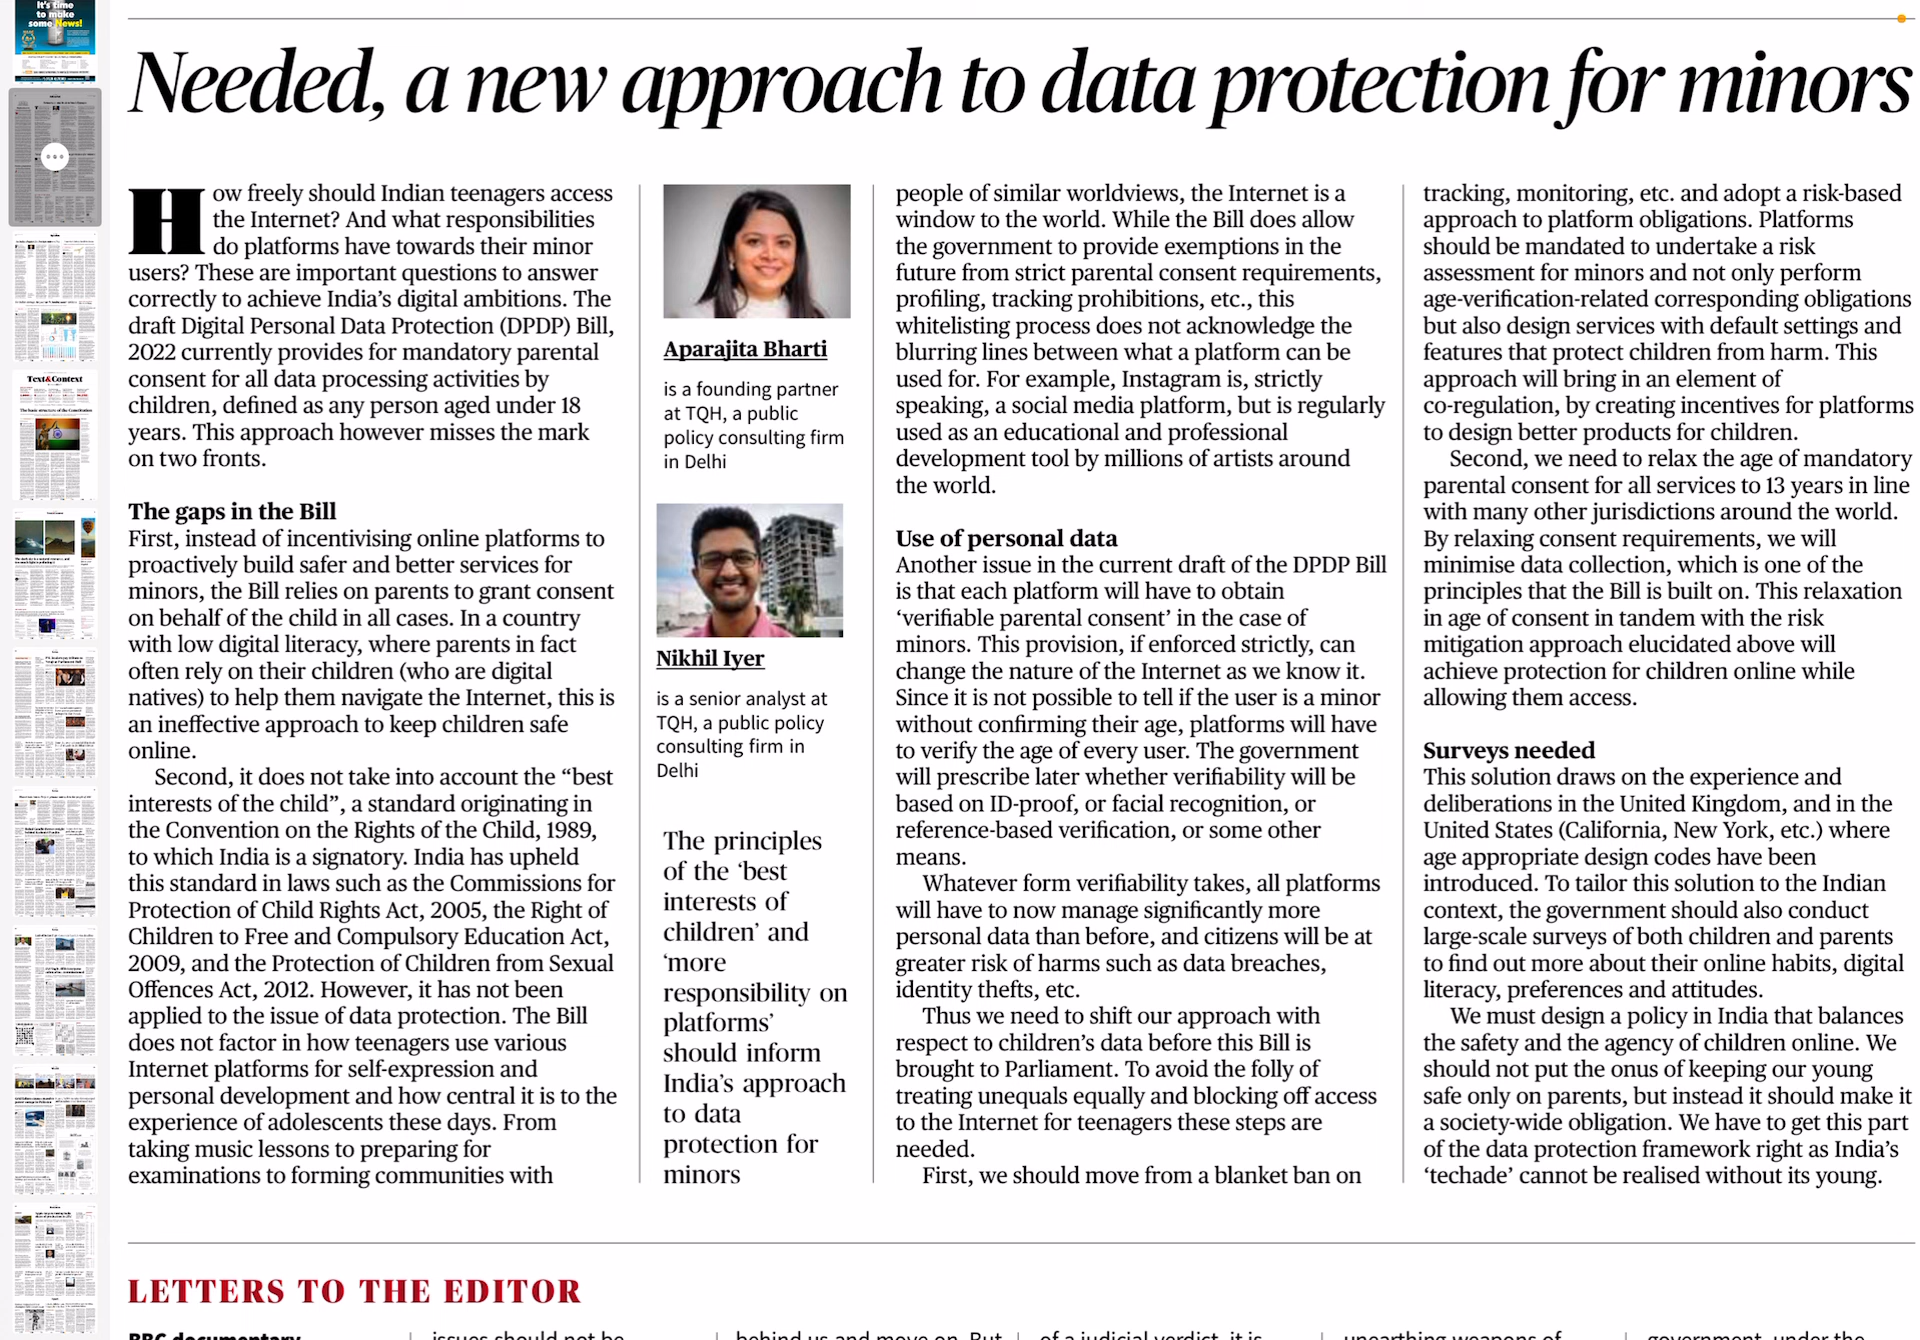 It's time
to make
some News!
Needed, a new approach to data protection for minors
How freely should Indian teenagers access
the Internet? And what responsibilities
do platforms have towards their minor
users? These are important questions to answer
correctly to achieve India's digital ambitions. The
draft Digital Personal Data Protection (DPDP) Bill,
2022 currently provides for mandatory parental
consent for all data processing activities by
children, defined as any person aged under 18
years. This approach however misses the mark
on two fronts.
The gaps in the Bill
First, instead of incentivising online platforms to
proactively build safer and better services for
minors, the Bill relies on parents to grant consent
on behalf of the child in all cases. In a country
with low digital literacy, where parents in fact
often rely on their children (who are digital
natives) to help them navigate the Internet, this is
an ineffective approach to keep children safe
online.
Second, it does not take into account the “best
interests of the child”, a standard originating in
the Convention on the Rights of the Child, 1989,
to which India is a signatory. India has upheld
this standard in laws such as the Commissions for
Protection of Child Rights Act, 2005, the Right of
Children to Free and Compulsory Education Act,
2009, and the Protection of Children from Sexual
Offences Act, 2012. However, it has not been
applied to the issue of data protection. The Bill
does not factor in how teenagers use various
Internet platforms for self-expression and
personal development and how central it is to the
experience of adolescents these days. From
taking music lessons to preparing for
examinations to forming communities with
Aparajita Bharti
is a founding partner
at TQH, a public
policy consulting firm
in Delhi
Nikhil Iyer
is a senior analyst at
TQH, a public policy
consulting firm in
Delhi
The principles
of the ‘best
interests of
children’ and
‘more
responsibility on
platforms’
should inform
India's approach
to data
protection for
minors
people of similar worldviews, the Internet is a
window to the world. While the Bill does allow
the government to provide exemptions in the
future from strict parental consent requirements,
profiling, tracking prohibitions, etc., this
whitelisting process does not acknowledge the
blurring lines between what a platform can be
used for. For example, Instagram is, strictly
speaking, a social media platform, but is regularly
used as an educational and professional
development tool by millions of artists around
the world.
Use of personal data
Another issue in the current draft of the DPDP Bill
is that each platform will have to obtain
‘verifiable parental consent’ in the case of
minors. This provision, if enforced strictly, can
change the nature of the Internet as we know it.
Since it is not possible to tell if the user is a minor
without confirming their age, platforms will have
to verify the age of every user. The government
will prescribe later whether verifiability will be
based on ID-proof, or facial recognition, or
reference-based verification, or some other
means.
Whatever form verifiability takes, all platforms
will have to now manage significantly more
personal data than before, and citizens will be at
greater risk of harms such as data breaches,
identity thefts, etc.
Thus we need to shift our approach with
respect to children's data before this Bill is
brought to Parliament. To avoid the folly of
treating unequals equally and blocking off access
to the Internet for teenagers these steps are
needed.
First, we should move from a blanket ban on
tracking, monitoring, etc. and adopt a risk-based
approach to platform obligations. Platforms
should be mandated to undertake a risk
assessment for minors and not only perform
age-verification-related corresponding obligations
but also design services with default settings and
features that protect children from harm. This
approach will bring in an element of
co-regulation, by creating incentives for platforms
to design better products for children.
Second, we need to relax the age of mandatory
parental consent for all services to 13 years in line
with many other jurisdictions around the world.
By relaxing consent requirements, we will
minimise data collection, which is one of the
principles that the Bill is built on. This relaxation
in age of consent in tandem with the risk
mitigation approach elucidated above will
achieve protection for children online while
allowing them access.
Surveys needed
This solution draws on the experience and
deliberations in the United Kingdom, and in the
United States (California, New York, etc.) where
age appropriate design codes have been
introduced. To tailor this solution to the Indian
context, the government should also conduct
large-scale surveys of both children and parents
to find out more about their online habits, digital
literacy, preferences and attitudes.
We must design a policy in India that balances
the safety and the agency of children online. We
should not put the onus of keeping our young
safe only on parents, but instead it should make it
a society-wide obligation. We have to get this part
of the data protection framework right as India's
‘techade’ cannot be realised without its young.
LETTERS TO THE EDITOR
BBC documentary
issues should not be
behind us and move on. But
of a judicial verdict, it is
unearthing weapons of
government, under the
Text&Context
The basic structure of the Constitution